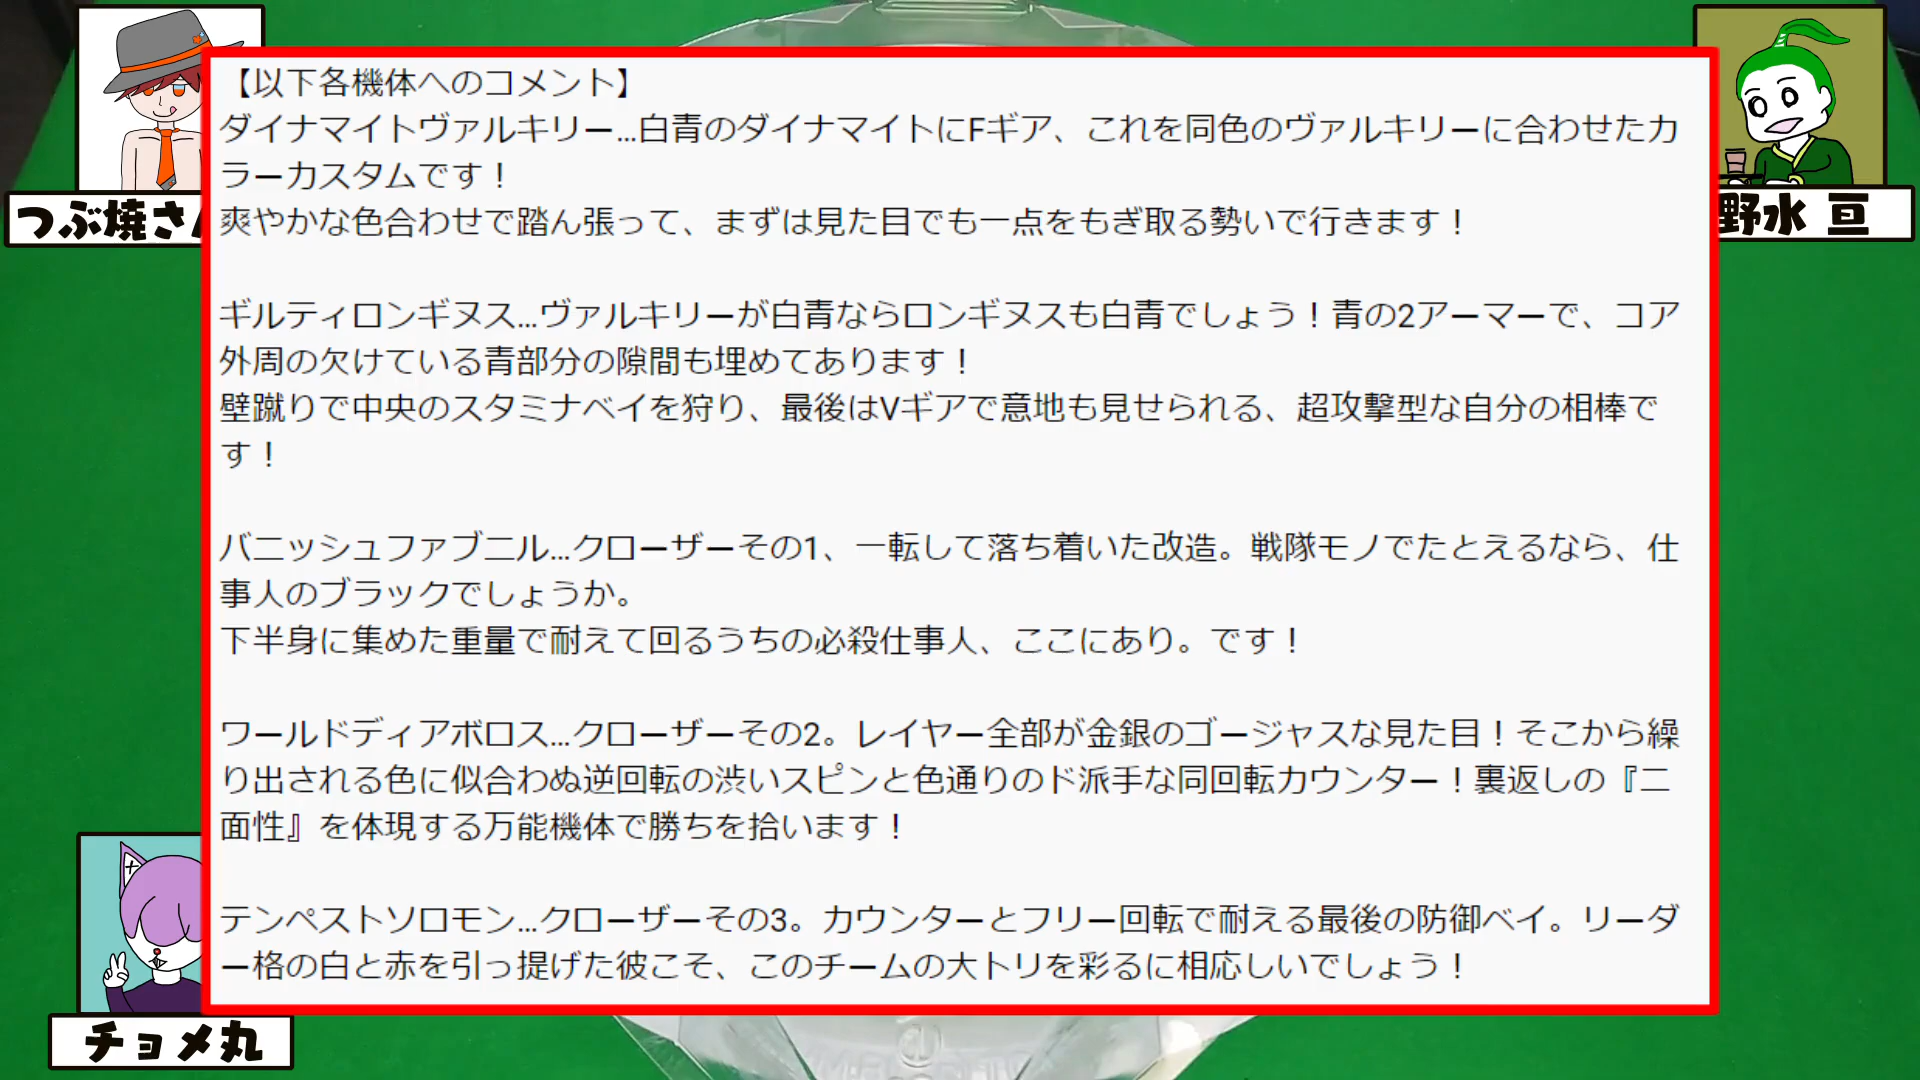 【以下各機体へのコメント】
ダイナマイトヴァルキリー…白青のダイナマイトにFギア、これを同色のヴァルキリーに合わせたカ
ラーカスタムです！
爽やかな色合わせで踏ん張って、まずは見た目でも一点をもぎ取る勢いで行きます！
ギルティロンギヌス…ヴァルキリーが白青ならロンギヌスも白青でしょう！青の2アーマーで、コア
外周の欠けている青部分の隙間も埋めてあります！
壁蹴りで中央のスタミナベイを狩り、最後はVギアで意地も見せられる、超攻撃型な自分の相棒で
す！
バニッシュファブニル…クローザーその1、一転して落ち着いた改造。戦隊モノでたとえるなら、仕
事人のブラックでしょうか。
下半身に集めた重量で耐えて回るうちの必殺仕事人、ここにあり。です！
ワールドディアボロス…クローザーその2。レイヤー全部が金銀のゴージャスな見た目！そこから繰
り出される色に似合わぬ逆回転の渋いスピンと色通りのド派手な同回転カウンター！裏返しの『二
面性』を体現する万能機体で勝ちを拾います！
テンペストソロモン…クローザーその3。カウンターとフリー回転で耐える最後の防御ベイ。リーダ
ー格の白と赤を引っ提げた彼こそ、このチームの大トリを彩るに相応しいでしょう！
つぶ焼さ
野水 亘
チョメ丸